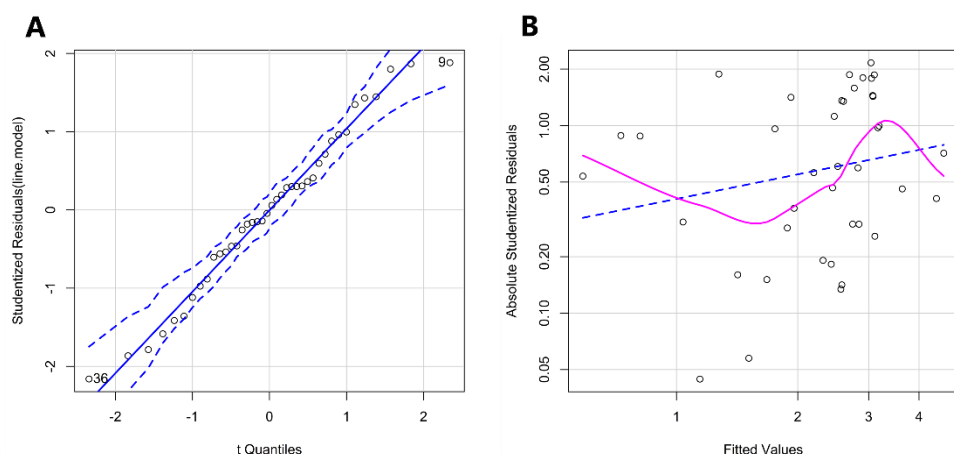 A
Studentized Residuals(line.model)
2
1
0
-1
-2
9
36
-2 -1 0 1 2
t Quantiles
B
Absolute Studentized Residuals
2.00
1.00
0.50
0.20
0.10
0.05
1 2 3 4
Fitted Values